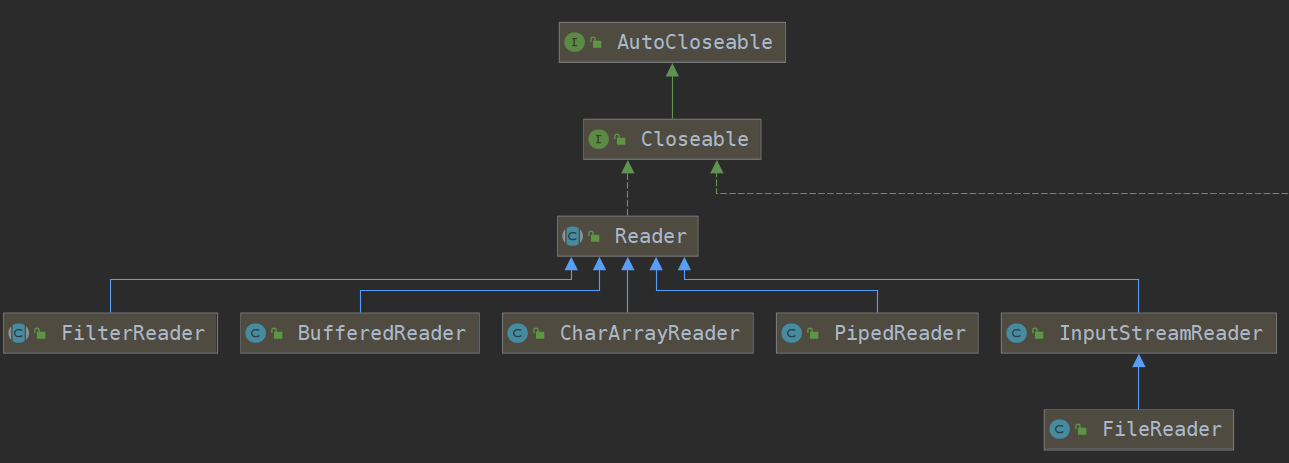 AutoCloseable
Closeable
Reader
FilterReader
BufferedReader
CharArrayReader
PipedReader
InputStreamReader
FileReader